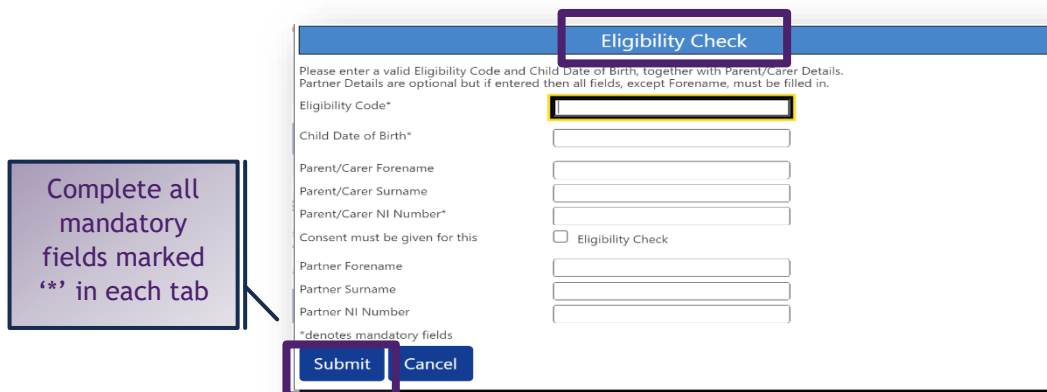 Eligibility Check
Please enter a valid Eligibility Code and Child Date of Birth, together with Parent/Carer Details.
Partner Details are optional but if entered then all fields, except Forename, must be filled in.
Eligibility Code*
Child Date of Birth*
Parent/Carer Forename
Parent/Carer Surname
Parent/Carer NI Number*
Consent must be given for this
Eligibility Check
Partner Forename
Partner Surname
Partner NI Number
*denotes mandatory fields
Submit
Cancel
Complete all
mandatory
fields marked
‘*’ in each tab